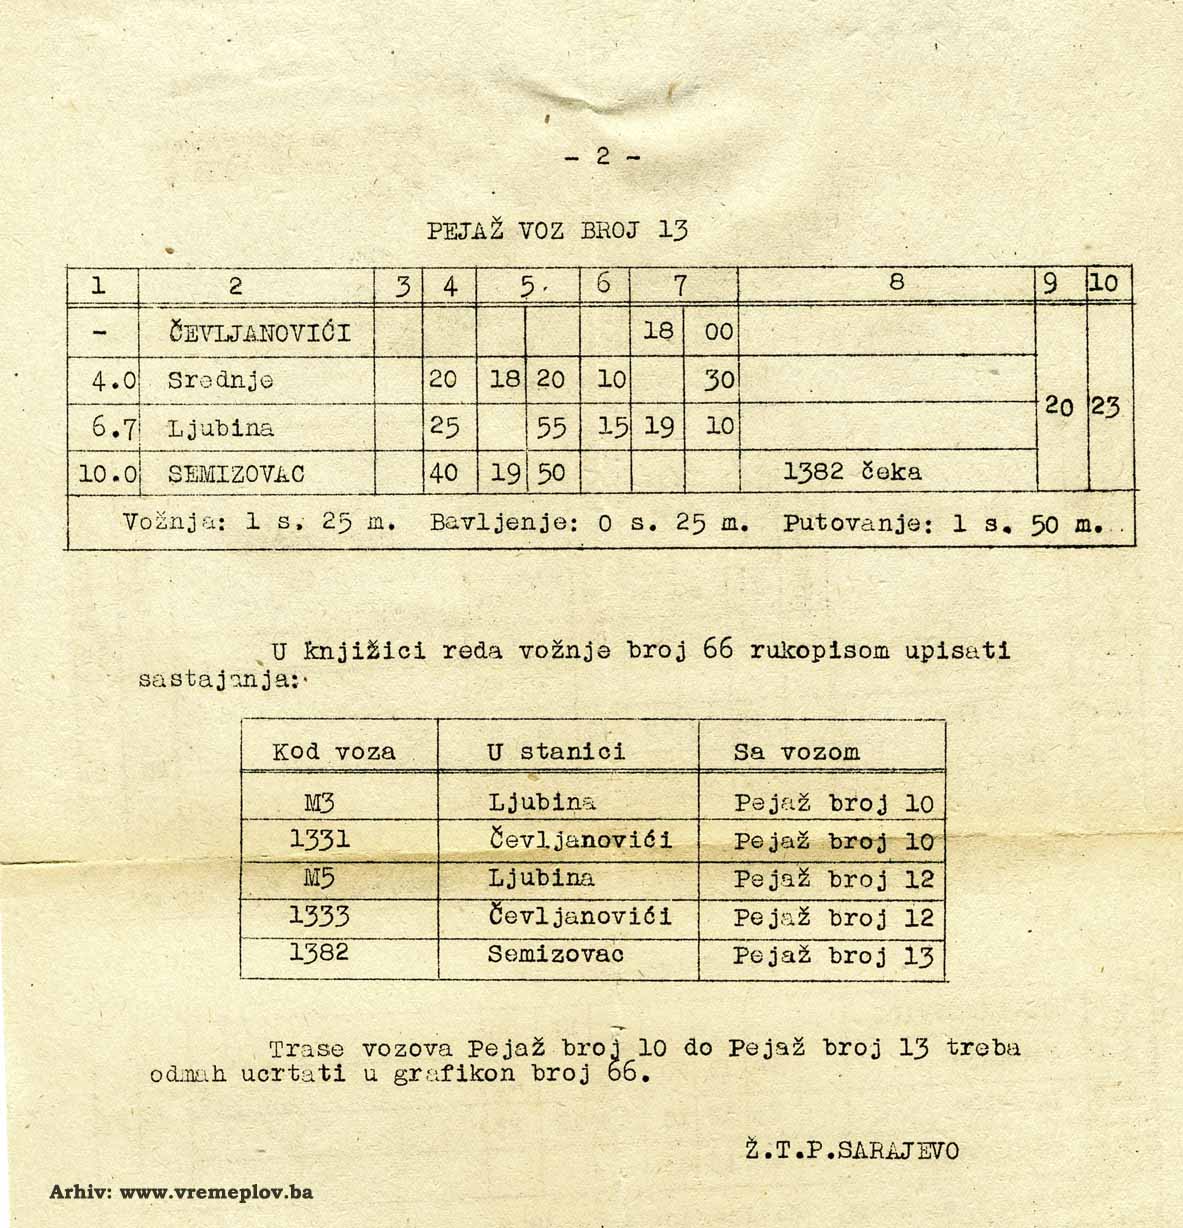 - 2 -
PEJAŽ VOZ BROJ 13
1 2 3 4 5. 6 7 8 9 10
- ČEVLJANOVIĆI 18 00
4.0 Srednje 20 18 20 10 30
20 23
6.7 Ljubina 25 55 15 19 10
10.0 SEMIZOVAC 40 19 50 1382 čeka
Vožnja: 1 s. 25 m. Bavljenje: 0 s. 25 m. Putovanje: 1 s. 50 m.
U knjižici reda vožnje broj 66 rukopisom upisati
sastajanja:
Kod voza U stanici Sa vozom
M3 Ljubina Pejaž broj 10
1331 Čevljanovići Pejaž broj 10
M5 Ljubina Pejaž broj 12
1333 Čevljanovići Pejaž broj 12
1382 Semizovac Pejaž broj 13
Trase vozova Pejaž broj 10 do Pejaž broj 13 treba
odmah ucrtati u grafikon broj 66.
Ž.T.P.SARAJEVO
Arhiv: www.vremeplov.ba